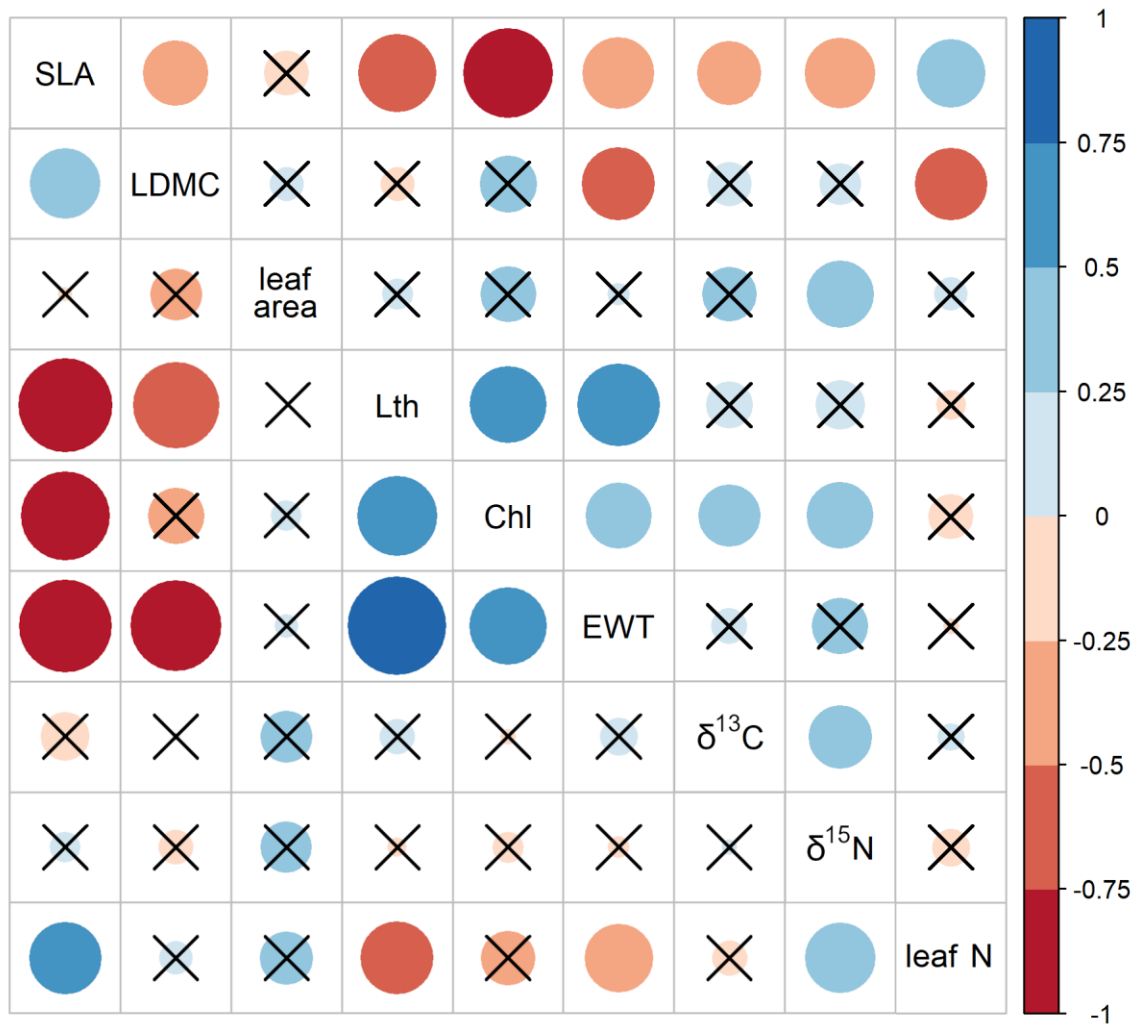 SLA
LDMC
leaf
area
Lth
Chl
EWT
δ¹³C
δ¹⁵N
leaf N
1
0.75
0.5
0.25
0
-0.25
-0.5
-0.75
-1